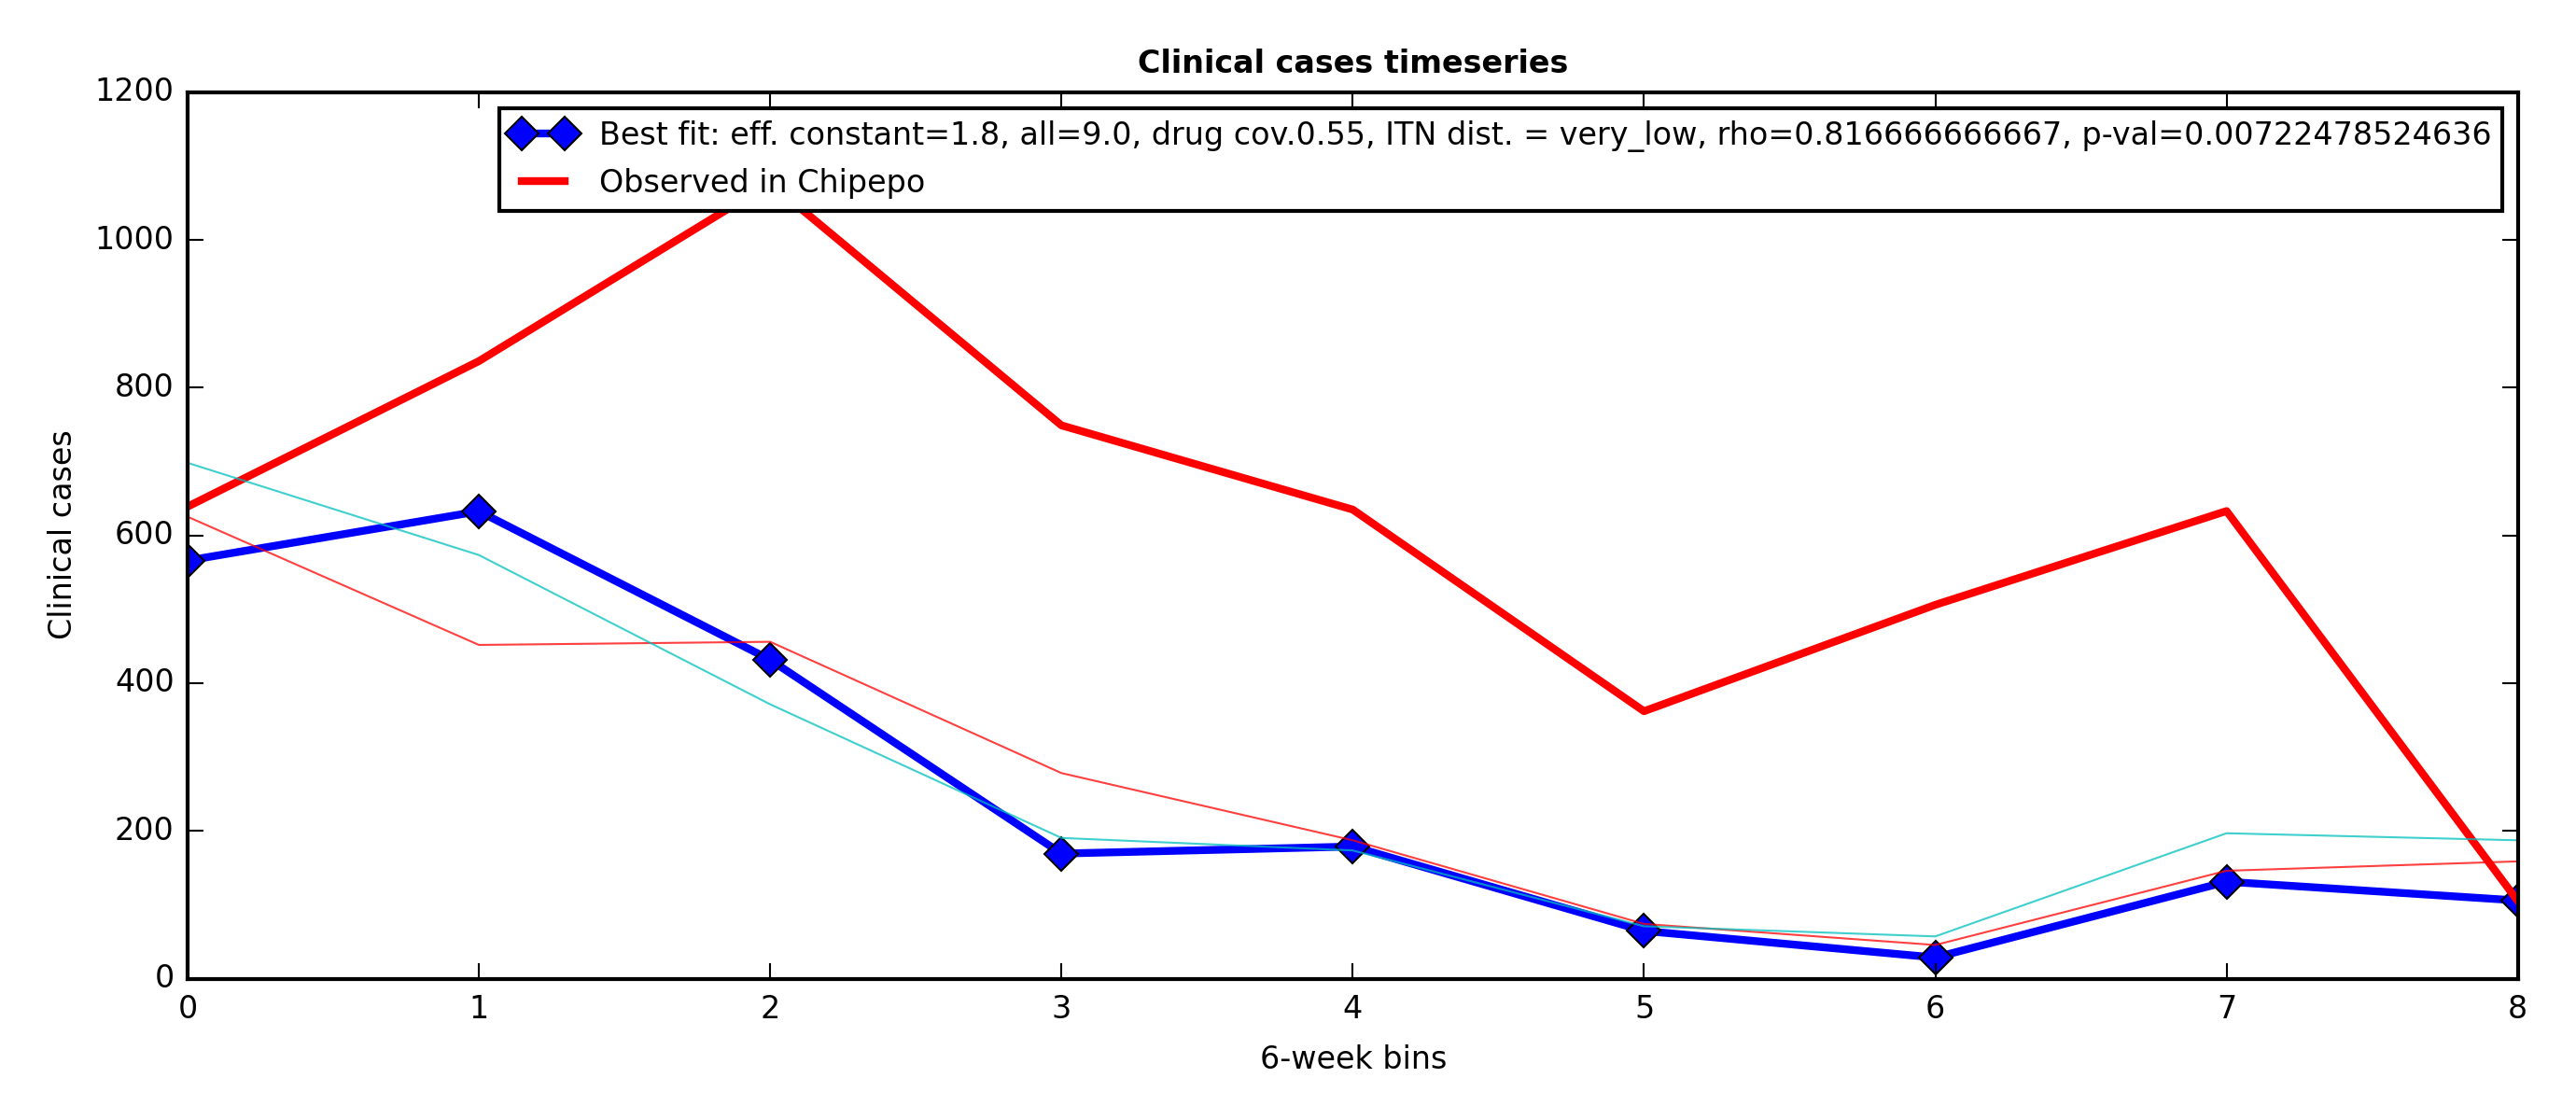 Clinical cases timeseries
Best fit: eff. constant=1.8, all=9.0, drug cov.0.55, ITN dist. = very_low, rho=0.816666666667, p-val=0.00722478524636
Observed in Chipepo
1200
1000
800
600
400
200
0
Clinical cases
0 1 2 3 4 5 6 7 8
6-week bins